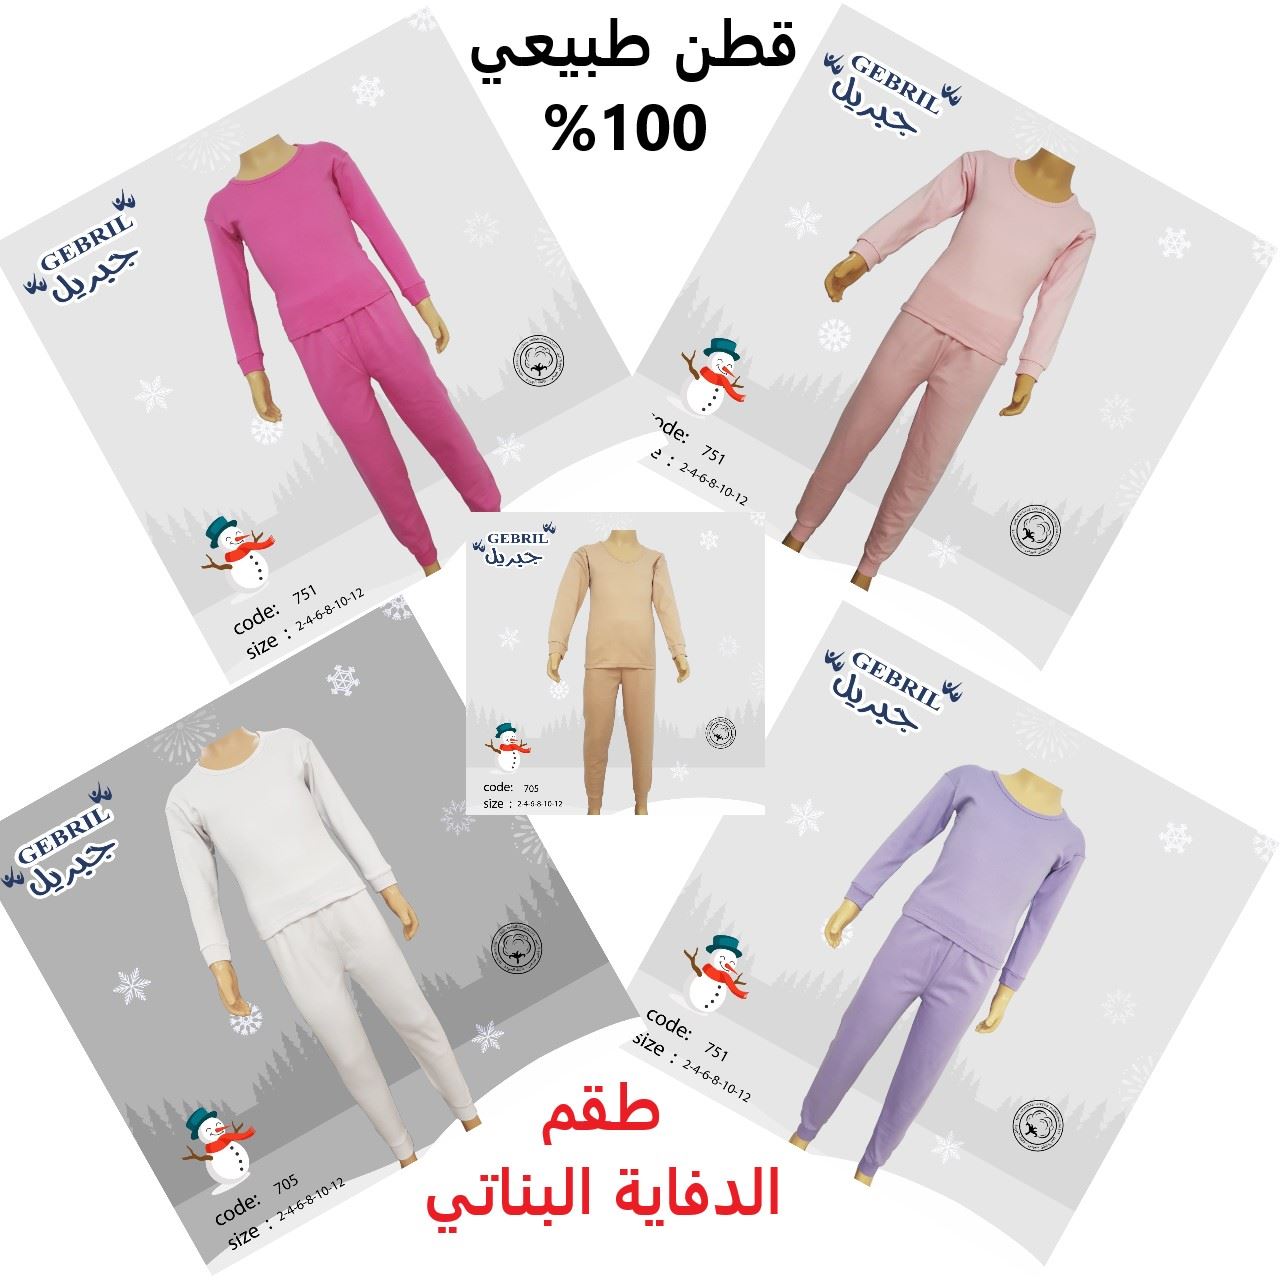 قطن طبيعي
%100
GEBRIL
جبريل
code: 751
size : 2-4-6-8-10-12
GEBRIL
جبريل
code: 751
: 2-4-6-8-10-12
GEBRIL
جبريل
code: 705
size : 2-4-6-8-10-12
GEBRIL
جبريل
code: 705
size : 2-4-6-8-10-12
GEBRIL
جبريل
code: 751
size : 2-4-6-8-10-12
طقم
الدفاية البناتي